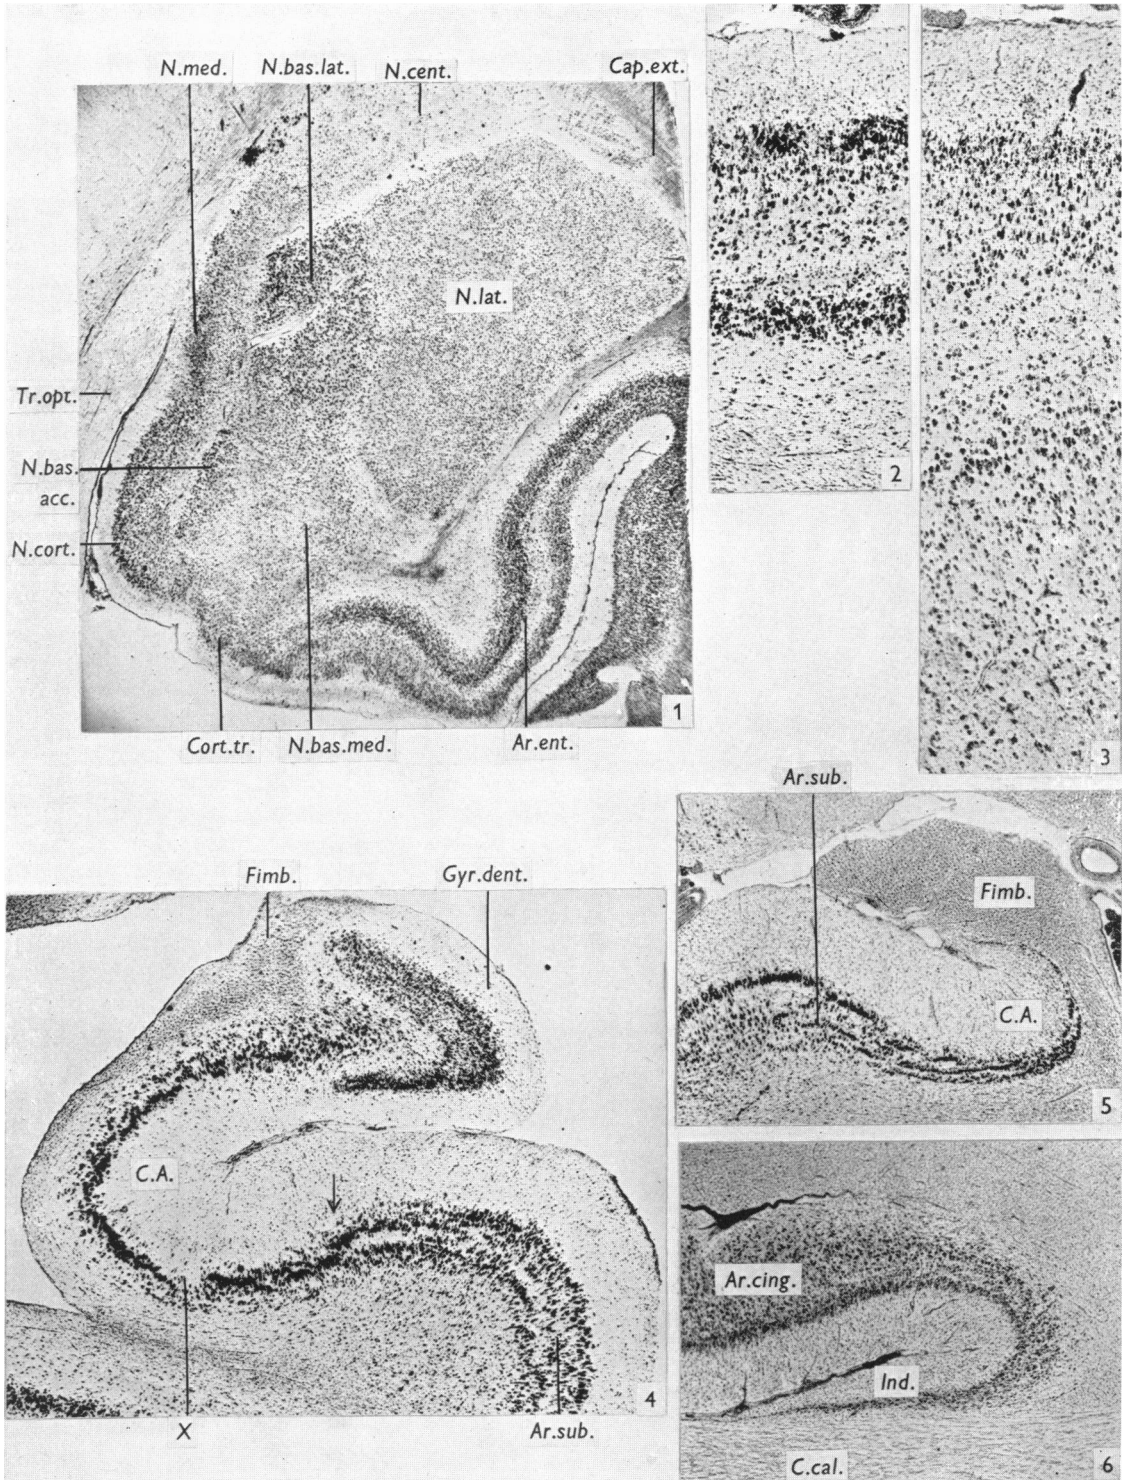 N.med. N.bas.lat. N.cent. Cap.ext.
N.lat.
Tr.opt.
N.bas.
acc.
N.cort.
1
Cort.tr. N.bas.med. Ar.ent.
2
3
Fimb. Gyr.dent.
C.A.
4
X Ar.sub.
Ar.sub.
Fimb.
C.A.
5
Ar.cing.
Ind.
C.cal.
6